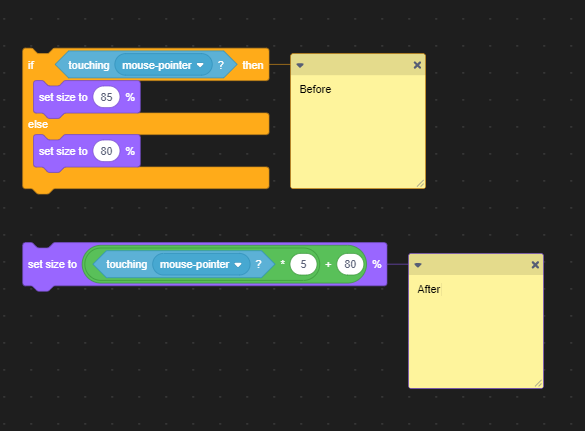 if touching mouse-pointer ? then
set size to 85 %
else
set size to 80 %
Before
set size to touching mouse-pointer ? * 5 + 80 %
After